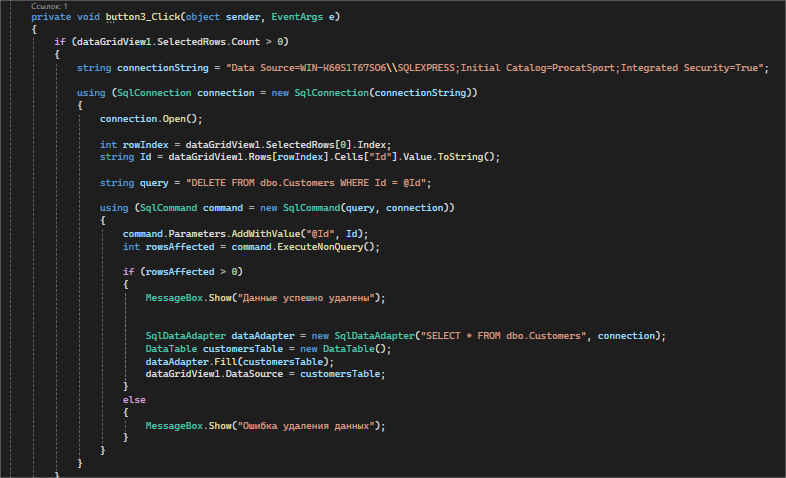 Ссылок: 1
private void button3_Click(object sender, EventArgs e)
{
if (dataGridView1.SelectedRows.Count > 0)
{
string connectionString = "Data Source=WIN-K60S1T67SO6\\SQLEXPRESS;Initial Catalog=ProcatSport;Integrated Security=True";
using (SqlConnection connection = new SqlConnection(connectionString))
{
connection.Open();
int rowIndex = dataGridView1.SelectedRows[0].Index;
string Id = dataGridView1.Rows[rowIndex].Cells["Id"].Value.ToString();
string query = "DELETE FROM dbo.Customers WHERE Id = @Id";
using (SqlCommand command = new SqlCommand(query, connection))
{
command.Parameters.AddWithValue("@Id", Id);
int rowsAffected = command.ExecuteNonQuery();
if (rowsAffected > 0)
{
MessageBox.Show("Данные успешно удалены");
SqlDataAdapter dataAdapter = new SqlDataAdapter("SELECT * FROM dbo.Customers", connection);
DataTable customersTable = new DataTable();
dataAdapter.Fill(customersTable);
dataGridView1.DataSource = customersTable;
}
else
{
MessageBox.Show("Ошибка удаления данных");
}
}
}
}